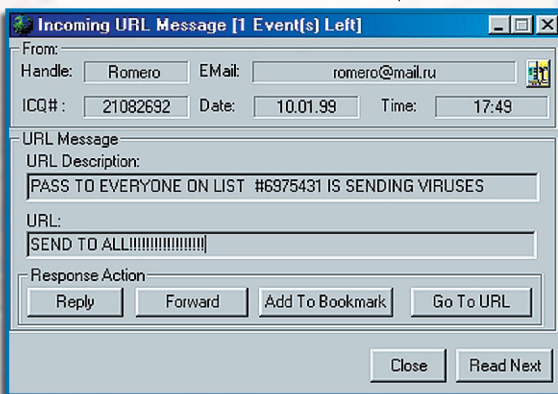 Incoming URL Message [1 Event(s) Left]
From:
Handle: Romero EMail: romero@mail.ru
ICQ# : 21082692 Date: 10.01.99 Time: 17:49
URL Message
URL Description:
PASS TO EVERYONE ON LIST #6975431 IS SENDING VIRUSES
URL:
SEND TO ALL!!!!!!!!!!!!!!!!!!
Response Action
Reply Forward Add To Bookmark Go To URL
Close Read Next